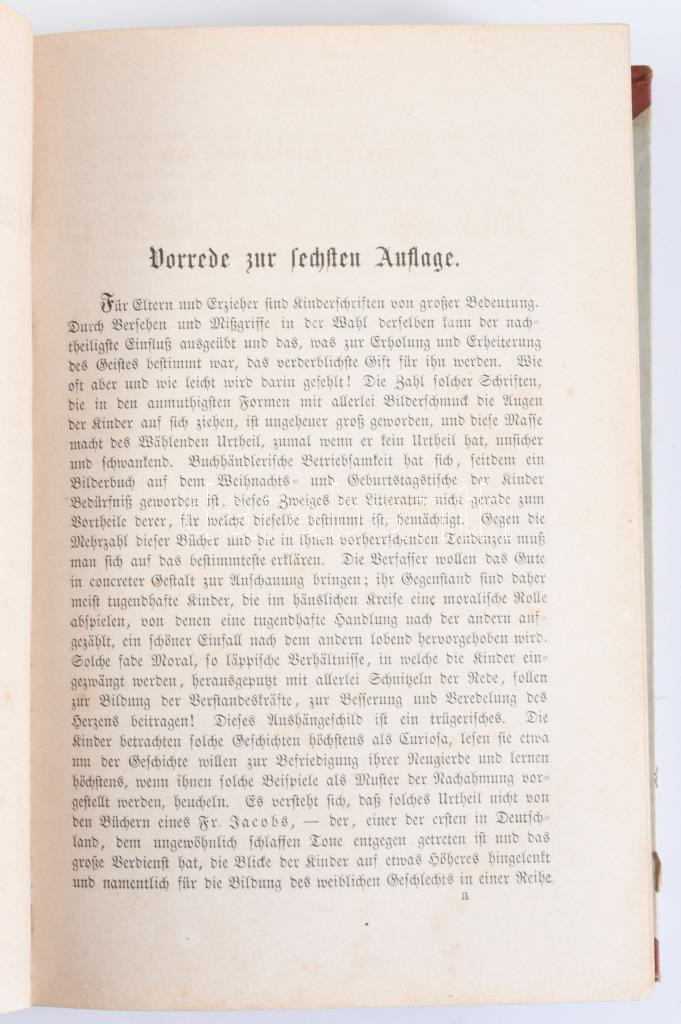 Vorrede zur sechsten Auflage.
Für Eltern und Erzieher sind Kinderschriften von großer Bedeutung.
Durch Versehen und Mißgriffe in der Wahl derselben kann der nach-
theiligste Einfluß ausgeübt und das, was zur Erholung und Erheiterung
des Geistes bestimmt war, das verderblichste Gift für ihn werden. Wie
oft aber und wie leicht wird darin gefehlt! Die Zahl solcher Schriften,
die in den anmuthigsten Formen mit allerlei Bilderschmuck die Augen
der Kinder auf sich ziehen, ist ungeheuer groß geworden, und diese Masse
macht des Wählenden Urtheil, zumal wenn er kein Urtheil hat, unsicher
und schwankend. Buchhändlerische Betriebsamkeit hat sich, seitdem ein
Bilderbuch auf dem Weihnachts- und Geburtstagstische der Kinder
Bedürfniß geworden ist, dieses Zweiges der Litteratur nicht gerade zum
Vortheile derer, für welche dieselbe bestimmt ist, bemächtigt. Gegen die
Mehrzahl dieser Bücher und die in ihnen vorherrschenden Tendenzen muß
man sich auf das bestimmteste erklären. Die Verfasser wollen das Gute
in concreter Gestalt zur Anschauung bringen; ihr Gegenstand sind daher
meist tugendhafte Kinder, die im häuslichen Kreise eine moralische Rolle
abspielen, von denen eine tugendhafte Handlung nach der andern auf-
gezählt, ein schöner Einfall nach dem andern lobend hervorgehoben wird.
Solche fade Moral, so läppische Verhältnisse, in welche die Kinder ein-
gezwängt werden, herausgeputzt mit allerlei Schnitzeln der Rede, sollen
zur Bildung der Verstandeskräfte, zur Besserung und Veredelung des
Herzens beitragen! Dieses Aushängeschild ist ein trügerisches. Die
Kinder betrachten solche Geschichten höchstens als Curiosa, lesen sie etwa
um der Geschichte willen zur Befriedigung ihrer Neugierde und lernen
höchstens, wenn ihnen solche Beispiele als Muster der Nachahmung vor-
gestellt werden, heucheln. Es versteht sich, daß solches Urtheil nicht von
den Büchern eines Fr. Jacobs, — der, einer der ersten in Deutsch-
land, dem ungewöhnlich schlaffen Tone entgegen getreten ist und das
große Verdienst hat, die Blicke der Kinder auf etwas Höheres hingelenkt
und namentlich für die Bildung des weiblichen Geschlechts in einer Reihe
a